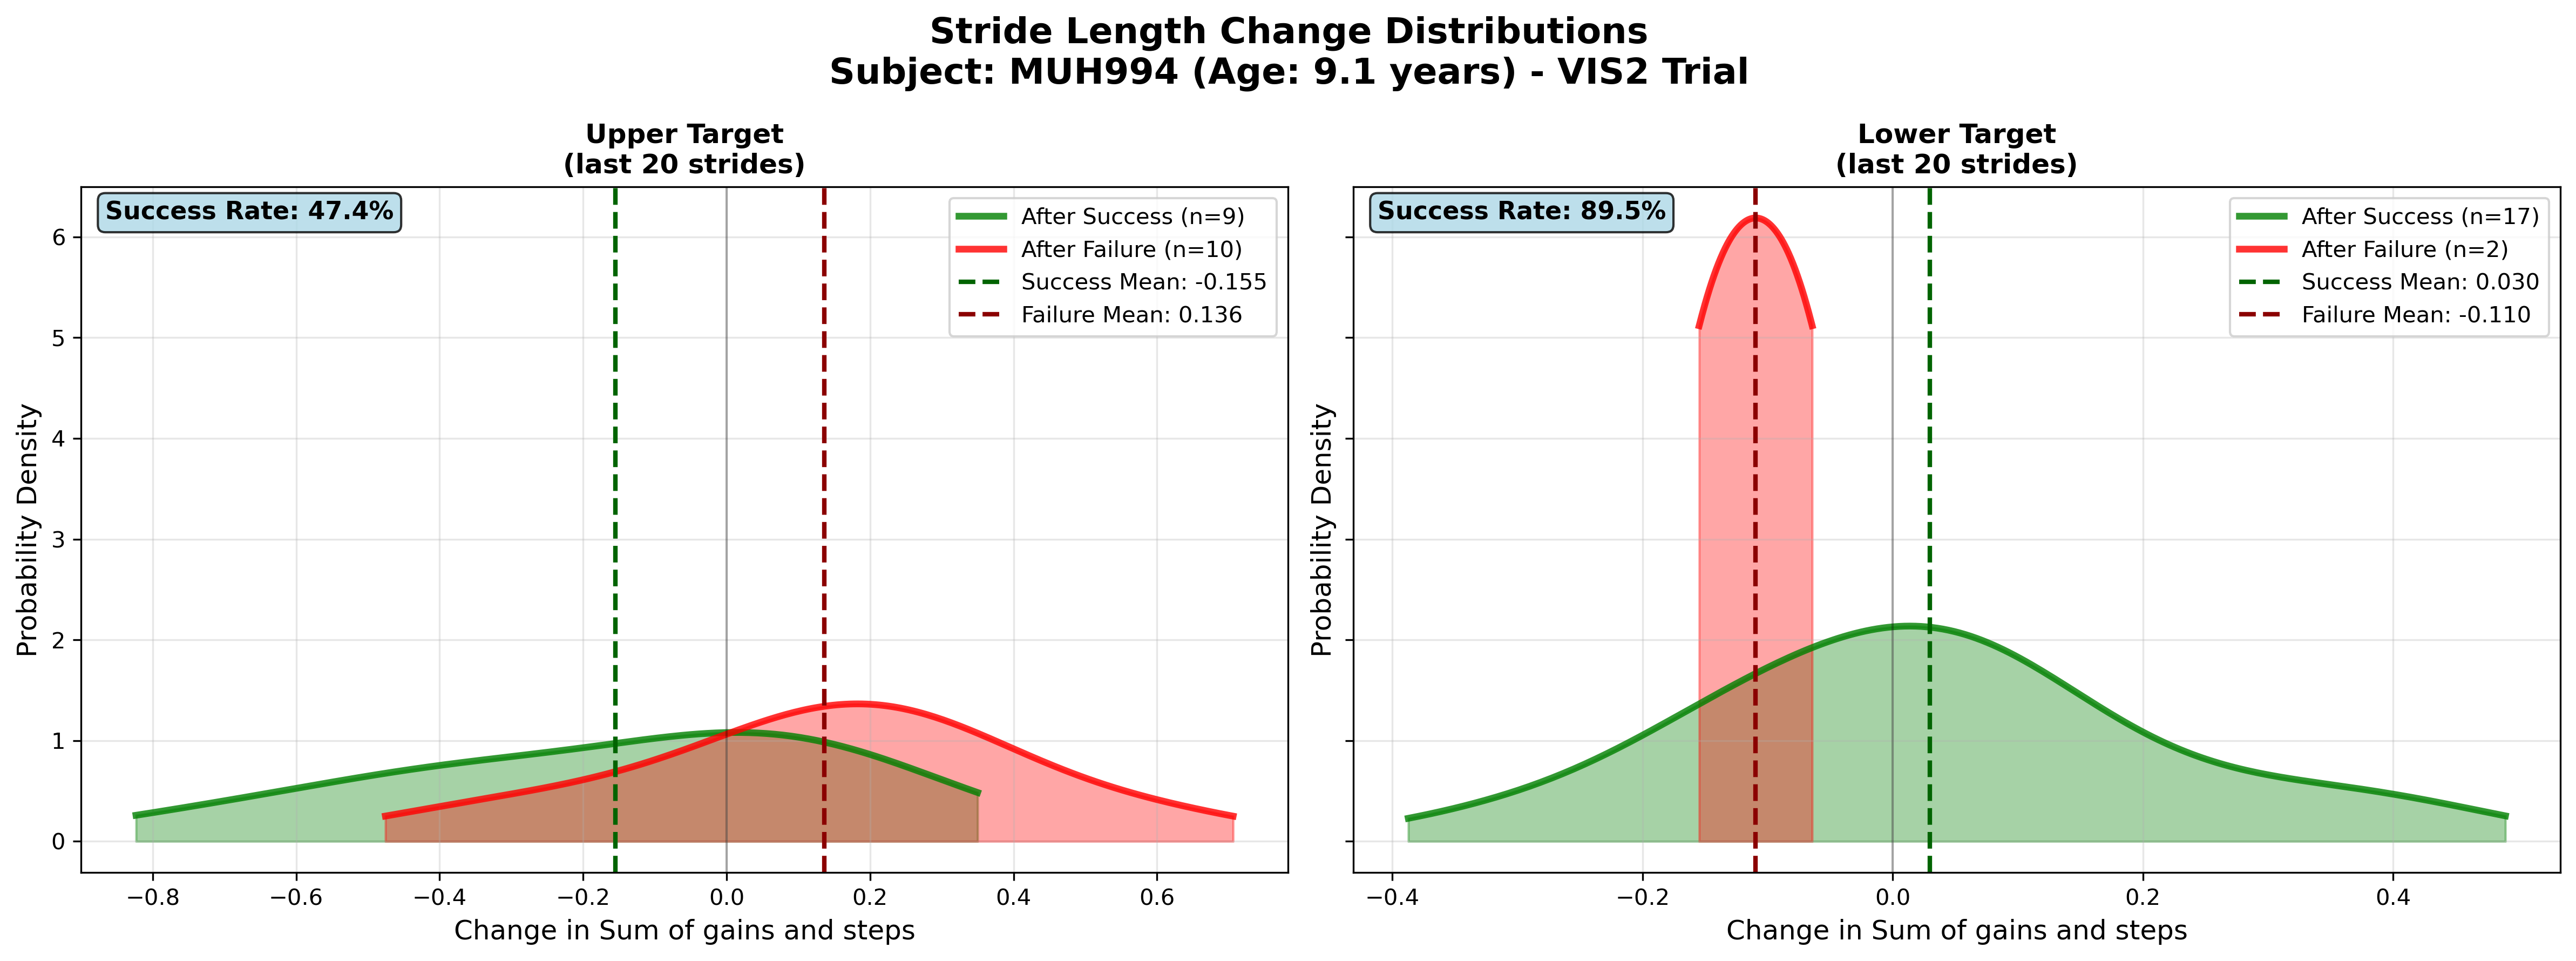 Stride Length Change Distributions
Subject: MUH994 (Age: 9.1 years) - VIS2 Trial
Upper Target
(last 20 strides)
Success Rate: 47.4%
After Success (n=9)
After Failure (n=10)
Success Mean: -0.155
Failure Mean: 0.136
Probability Density
6
5
4
3
2
1
0
−0.8
−0.6
−0.4
−0.2
0.0
0.2
0.4
0.6
Change in Sum of gains and steps
Lower Target
(last 20 strides)
Success Rate: 89.5%
After Success (n=17)
After Failure (n=2)
Success Mean: 0.030
Failure Mean: -0.110
Probability Density
−0.4
−0.2
0.0
0.2
0.4
Change in Sum of gains and steps